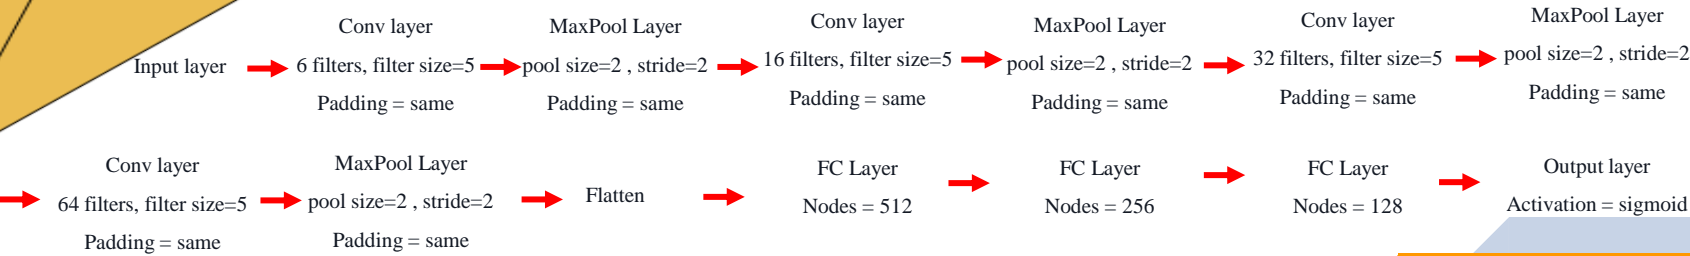 Input layer
Conv layer
6 filters, filter size=5
Padding = same
MaxPool Layer
pool size=2 , stride=2
Padding = same
Conv layer
16 filters, filter size=5
Padding = same
MaxPool Layer
pool size=2 , stride=2
Padding = same
Conv layer
32 filters, filter size=5
Padding = same
MaxPool Layer
pool size=2 , stride=2
Padding = same
Conv layer
64 filters, filter size=5
Padding = same
MaxPool Layer
pool size=2 , stride=2
Padding = same
Flatten
FC Layer
Nodes = 512
FC Layer
Nodes = 256
FC Layer
Nodes = 128
Output layer
Activation = sigmoid